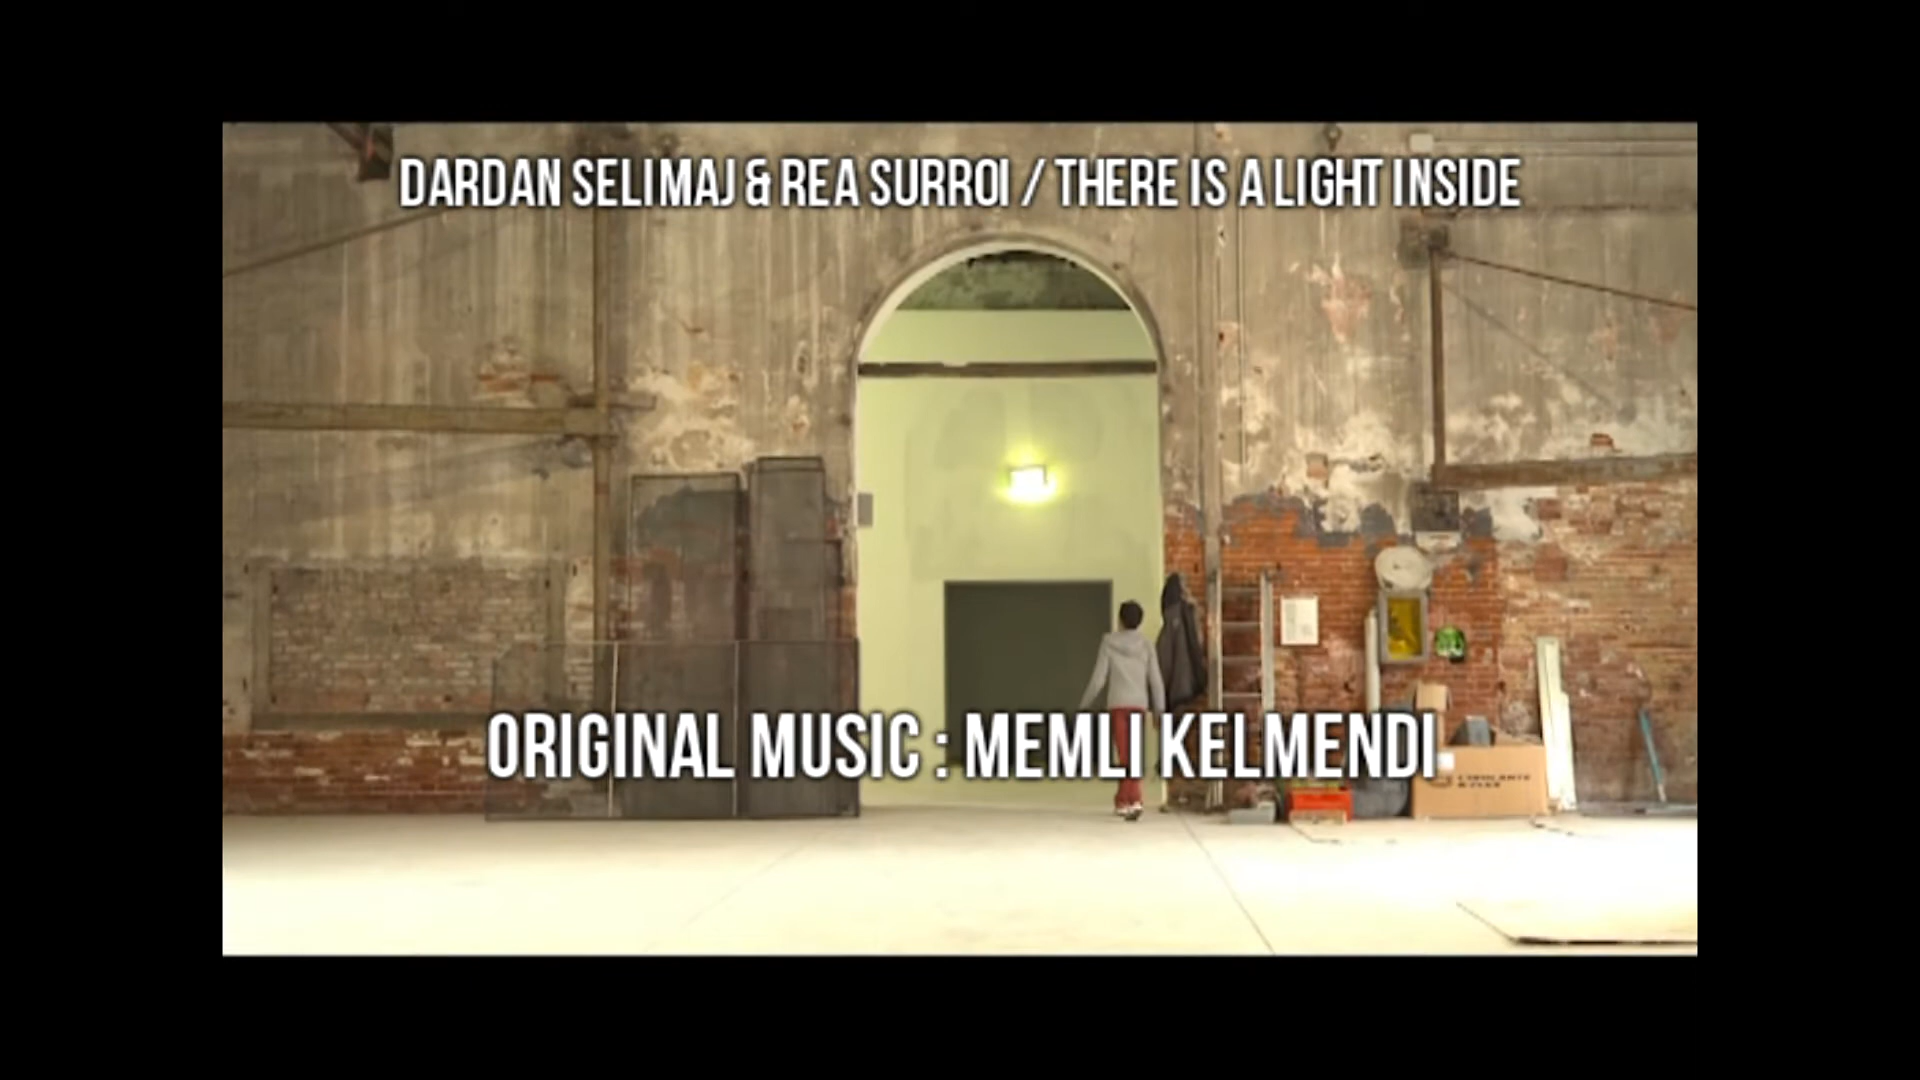 DARDAN SELIMAJ & REA SURROI / THERE IS A LIGHT INSIDE
ORIGINAL MUSIC : MEMLI KELMENDI